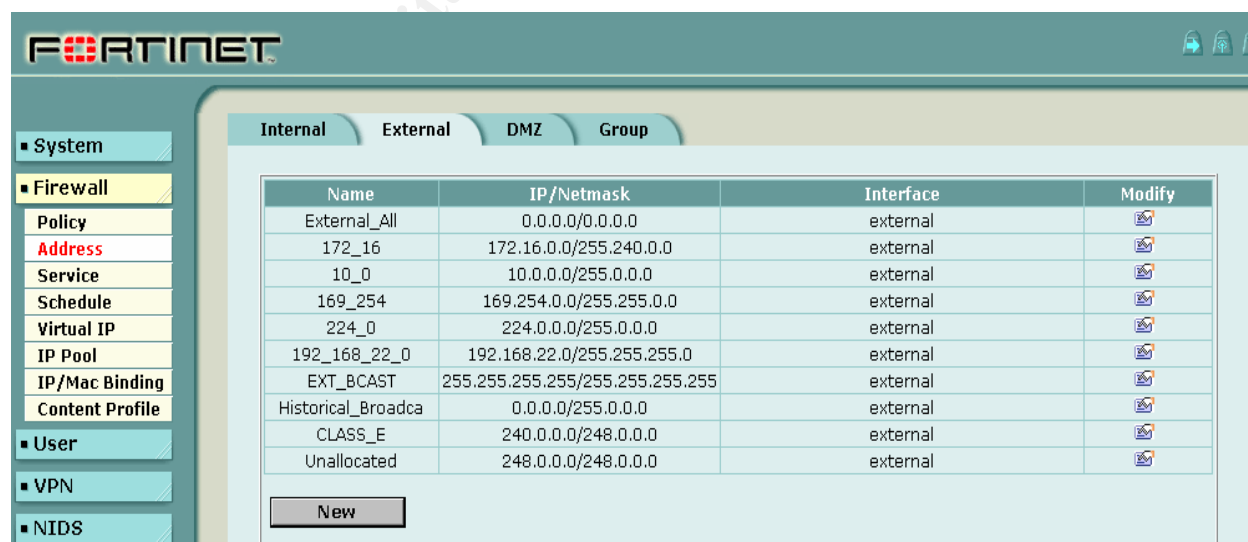 FORTINET
Internal External DMZ Group
System
Firewall
Policy
Address
Service
Schedule
Virtual IP
IP Pool
IP/Mac Binding
Content Profile
User
VPN
NIDS
Name IP/Netmask Interface Modify
External_All 0.0.0.0/0.0.0.0 external
172_16 172.16.0.0/255.240.0.0 external
10_0 10.0.0.0/255.0.0.0 external
169_254 169.254.0.0/255.255.0.0 external
224_0 224.0.0.0/255.0.0.0 external
192_168_22_0 192.168.22.0/255.255.255.0 external
EXT_BCAST 255.255.255.255/255.255.255.255 external
Historical_Broadca 0.0.0.0/255.0.0.0 external
CLASS_E 240.0.0.0/248.0.0.0 external
Unallocated 248.0.0.0/248.0.0.0 external
New